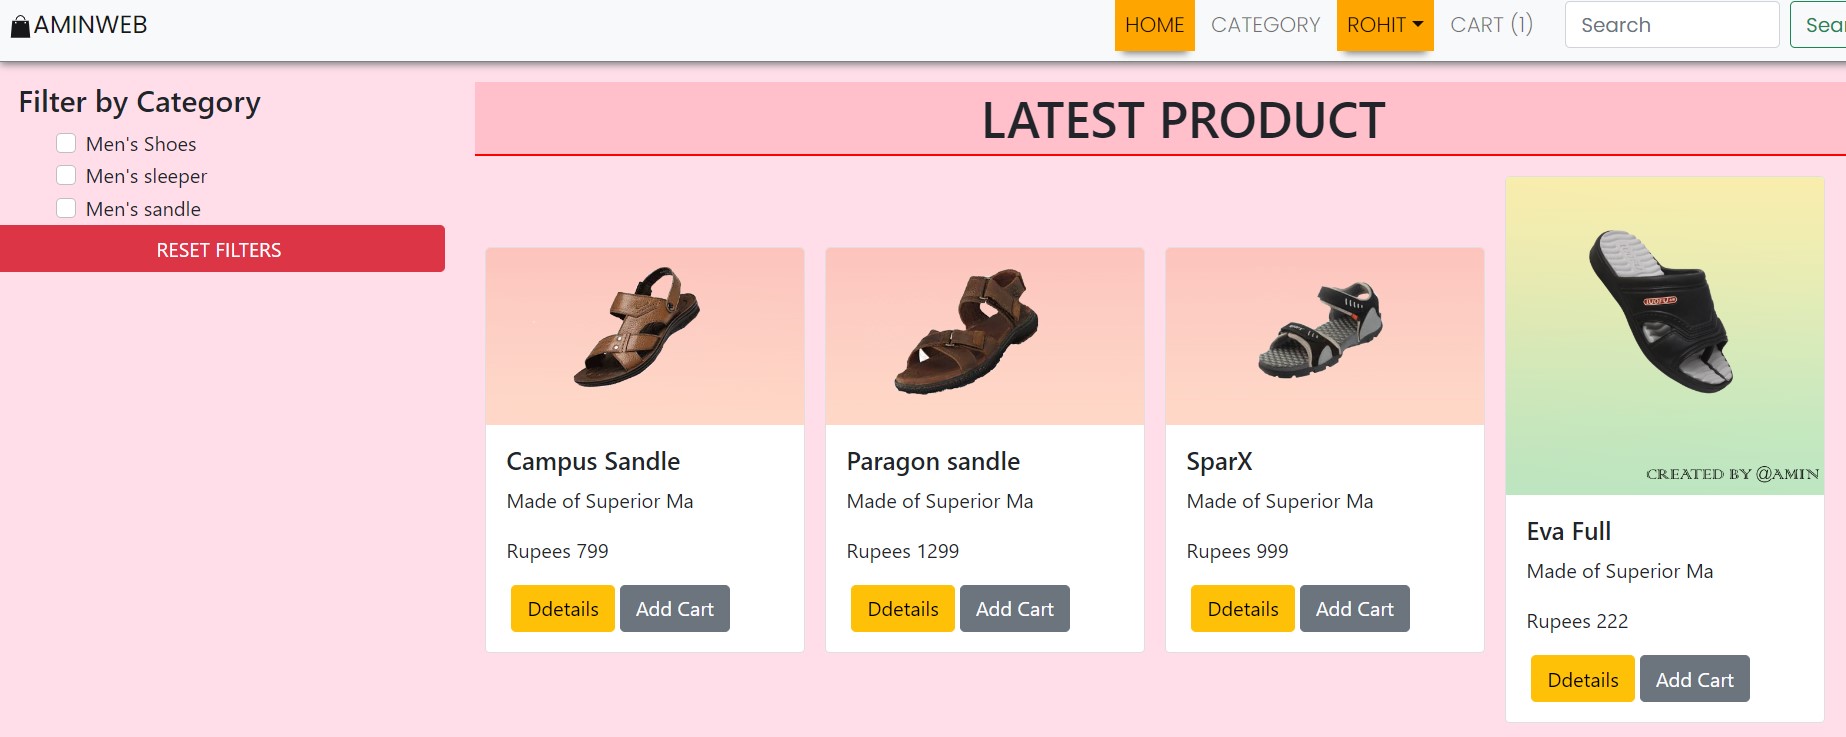 AMINWEB
HOME CATEGORY ROHIT CART (1) Search
Filter by Category
Men's Shoes
Men's sleeper
Men's sandle
RESET FILTERS
LATEST PRODUCT
Campus Sandle
Made of Superior Ma
Rupees 799
Ddetails Add Cart
Paragon sandle
Made of Superior Ma
Rupees 1299
Ddetails Add Cart
SparX
Made of Superior Ma
Rupees 999
Ddetails Add Cart
CREATED BY @AMIN
Eva Full
Made of Superior Ma
Rupees 222
Ddetails Add Cart